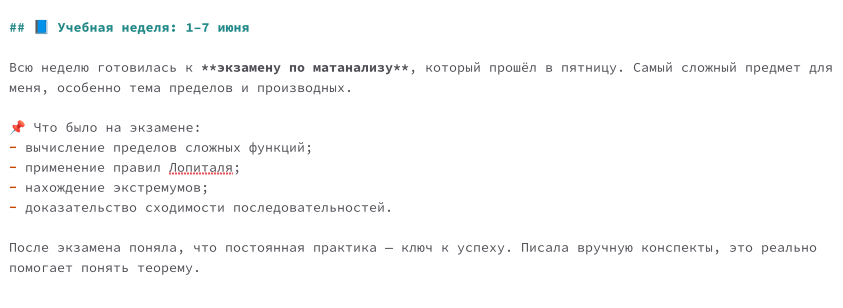 ## 📘 Учебная неделя: 1–7 июня
Всю неделю готовилась к **экзамену по матанализу**, который прошёл в пятницу. Самый сложный предмет для
меня, особенно тема пределов и производных.
📌 Что было на экзамене:
- вычисление пределов сложных функций;
- применение правил Лопиталя;
- нахождение экстремумов;
- доказательство сходимости последовательностей.
После экзамена поняла, что постоянная практика — ключ к успеху. Писала вручную конспекты, это реально
помогает понять теорему.